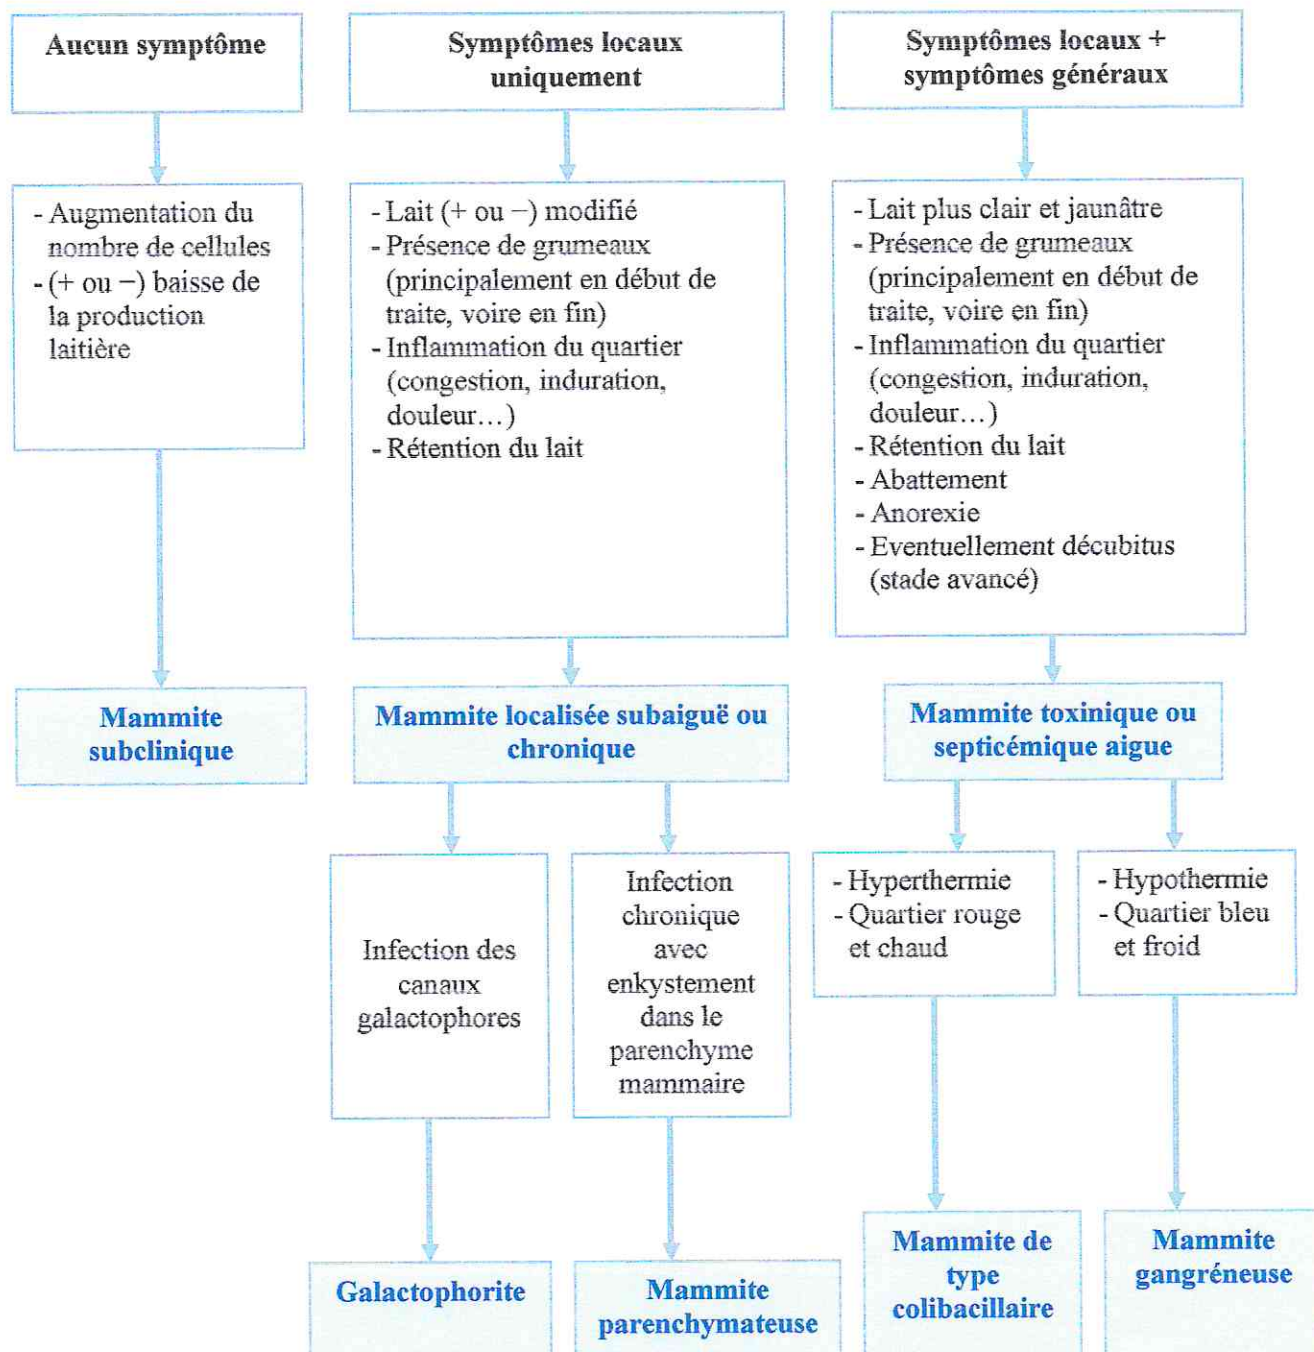 Aucun symptôme
Symptômes locaux
uniquement
Symptômes locaux +
symptômes généraux
- Augmentation du
nombre de cellules
- (+ ou −) baisse de
la production
laitière
- Lait (+ ou −) modifié
- Présence de grumeaux
(principalement en début de
traite, voire en fin)
- Inflammation du quartier
(congestion, induration,
douleur…)
- Rétention du lait
- Lait plus clair et jaunâtre
- Présence de grumeaux
(principalement en début de
traite, voire en fin)
- Inflammation du quartier
(congestion, induration,
douleur…)
- Rétention du lait
- Abattement
- Anorexie
- Eventuellement décubitus
(stade avancé)
Mammite
subclinique
Mammite localisée subaiguë ou
chronique
Mammite toxinique ou
septicémique aigue
Infection des
canaux
galactophores
Infection
chronique
avec
enkystement
dans le
parenchyme
mammaire
- Hyperthermie
- Quartier rouge
et chaud
- Hypothermie
- Quartier bleu
et froid
Galactophorite
Mammite
parenchymateuse
Mammite de
type
colibacillaire
Mammite
gangréneuse